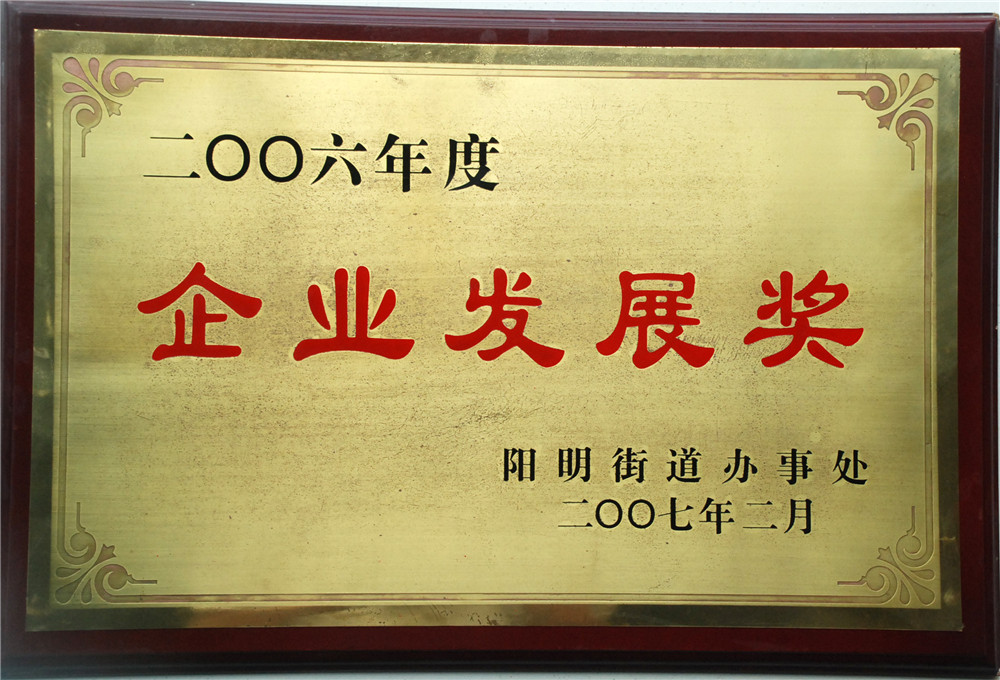 二〇〇六年度
企业发展奖
阳明街道办事处
二〇〇七年二月